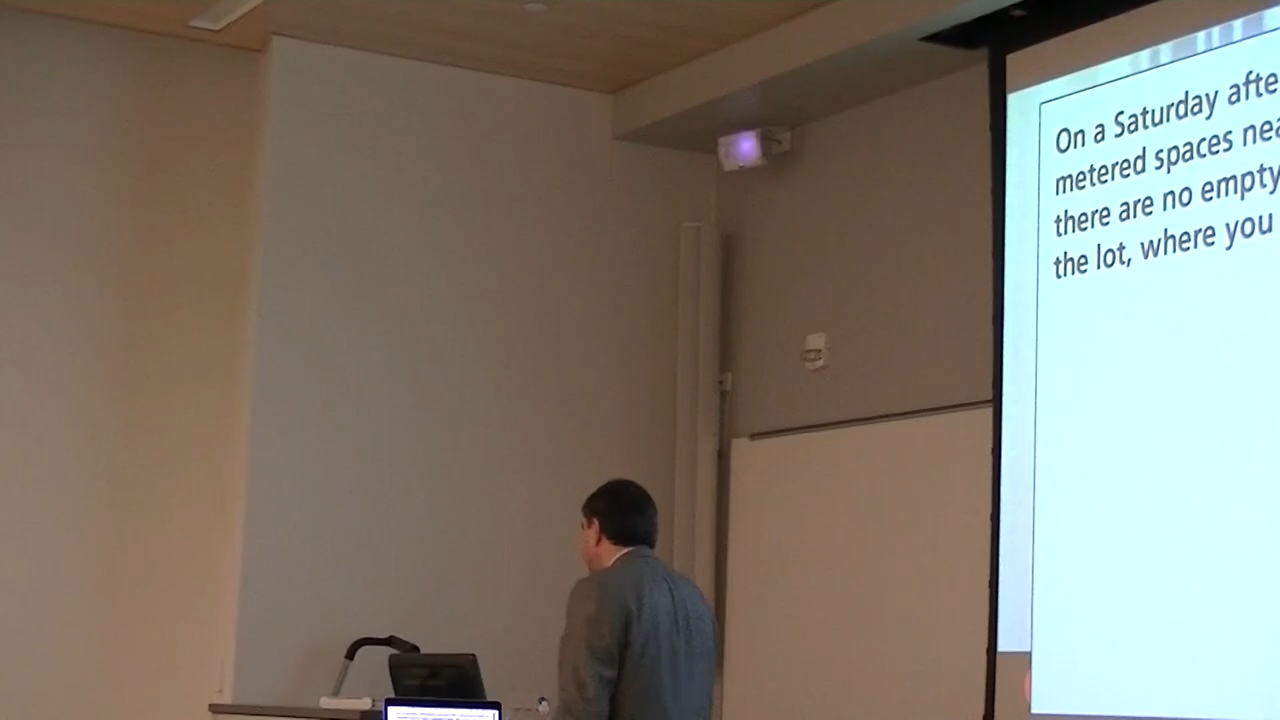 On a Saturday afte
metered spaces nea
there are no empty
the lot, where you